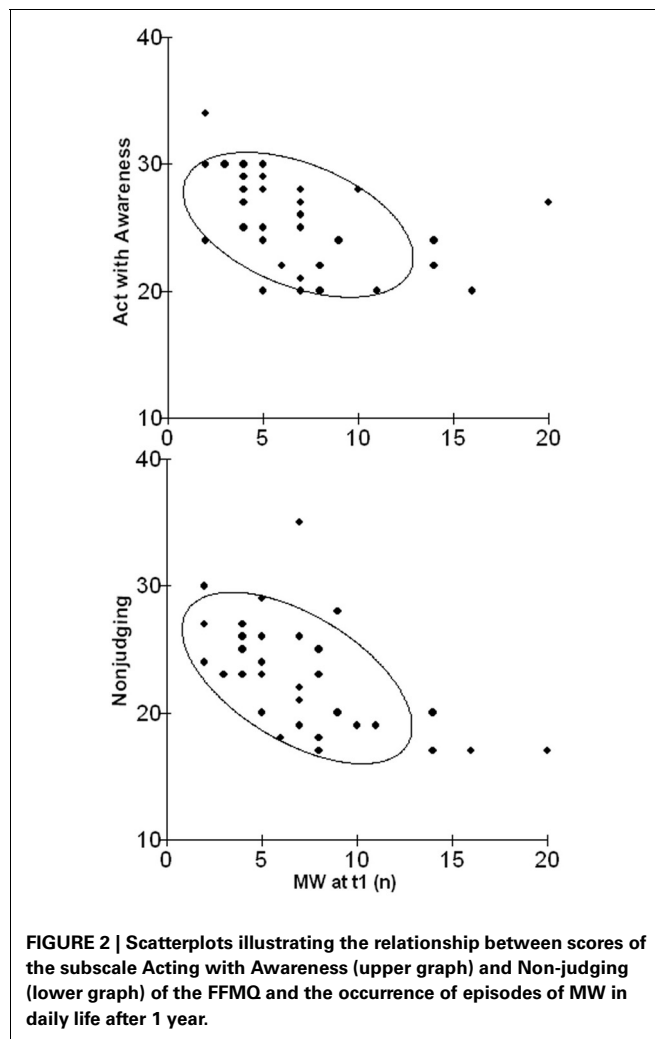 40
30
20
10
Act with Awareness
0 5 10 15 20
40
30
20
10
Nonjudging
0 5 10 15 20
MW at t1 (n)
FIGURE 2 | Scatterplots illustrating the relationship between scores of
the subscale Acting with Awareness (upper graph) and Non-judging
(lower graph) of the FFMQ and the occurrence of episodes of MW in
daily life after 1 year.